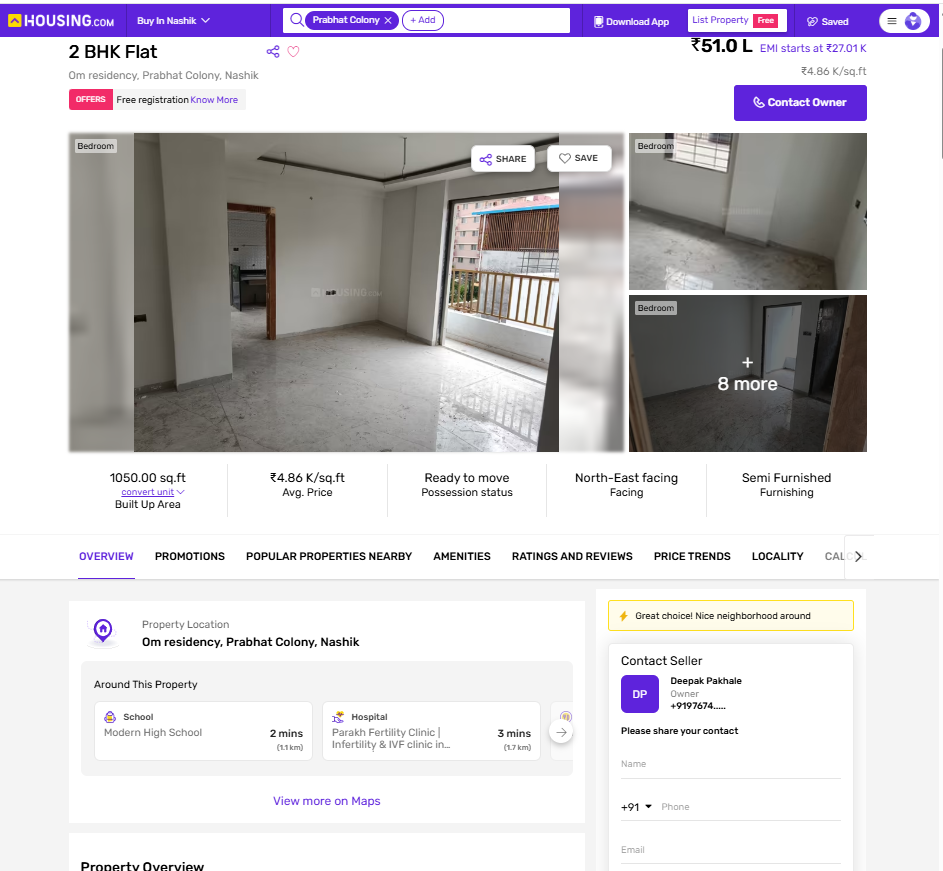 HOUSING.COM
Buy In Nashik
Prabhat Colony
+ Add
Download App
List Property Free
Saved
2 BHK Flat
₹51.0 L EMI starts at ₹27.01 K
Om residency, Prabhat Colony, Nashik
₹4.86 K/sq.ft
OFFERS Free registration Know More
Contact Owner
Bedroom
SHARE
SAVE
HOUSING.COM
Bedroom
Bedroom
+
8 more
1050.00 sq.ft
convert unit
Built Up Area
₹4.86 K/sq.ft
Avg. Price
Ready to move
Possession status
North-East facing
Facing
Semi Furnished
Furnishing
OVERVIEW PROMOTIONS POPULAR PROPERTIES NEARBY AMENITIES RATINGS AND REVIEWS PRICE TRENDS LOCALITY
Property Location
Om residency, Prabhat Colony, Nashik
Around This Property
School
Modern High School 2 mins
(1.1 km)
Hospital
Parakh Fertility Clinic | 3 mins
Infertility & IVF clinic in... (1.7 km)
View more on Maps
Property Overview
Great choice! Nice neighborhood around
Contact Seller
DP
Deepak Pakhale
Owner
+9197674.....
Please share your contact
Name
+91 Phone
Email